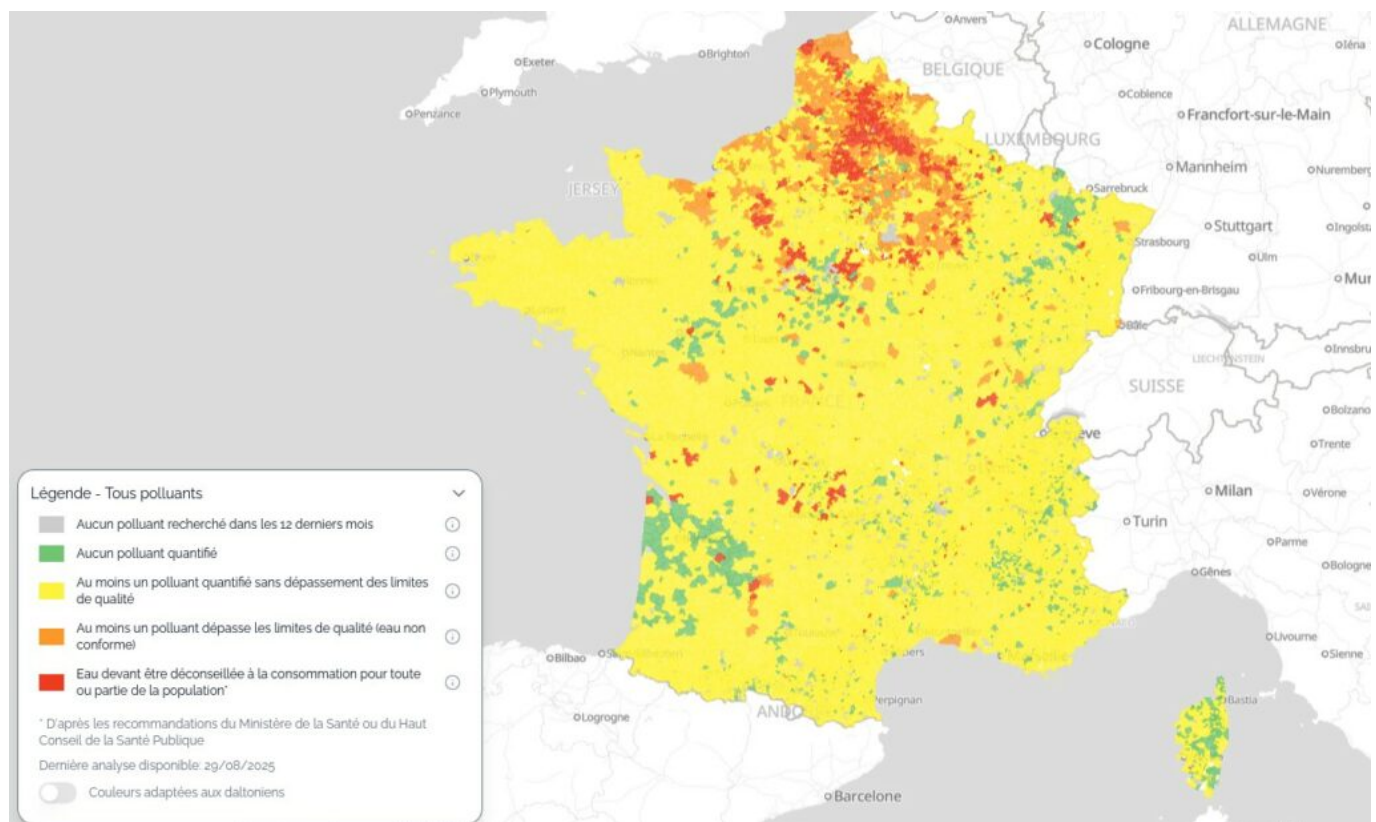 Anvers
ALLEMAGNE
Cologne
Iéna
Brighton
Exeter
BELGIQUE
Coblence
Plymouth
Penzance
Francfort-sur-le-Main
LUXEMBOURG
Mannheim
Nuremberg
JERSEY
Sarrebruck
Stuttgart
Ingolsta
Strasbourg
Ulm
Mur
Fribourg-en-Brisgau
Bâle
LIECHTENSTEIN
Innsbru
SUISSE
FRANCE
Bolzano
ève
Trente
Milan
Vérone
Turin
Parme
Gênes
Bologne
Livourne
Sienne
Bilbao
Perpignan
Bastia
Logrogne
ANDO
Barcelone
Légende - Tous polluants
Aucun polluant recherché dans les 12 derniers mois
Aucun polluant quantifié
Au moins un polluant quantifié sans dépassement des limites
de qualité
Au moins un polluant dépasse les limites de qualité (eau non
conforme)
Eau devant être déconseillée à la consommation pour toute
ou partie de la population*
* D'après les recommandations du Ministère de la Santé ou du Haut
Conseil de la Santé Publique
Dernière analyse disponible: 29/08/2025
Couleurs adaptées aux daltoniens